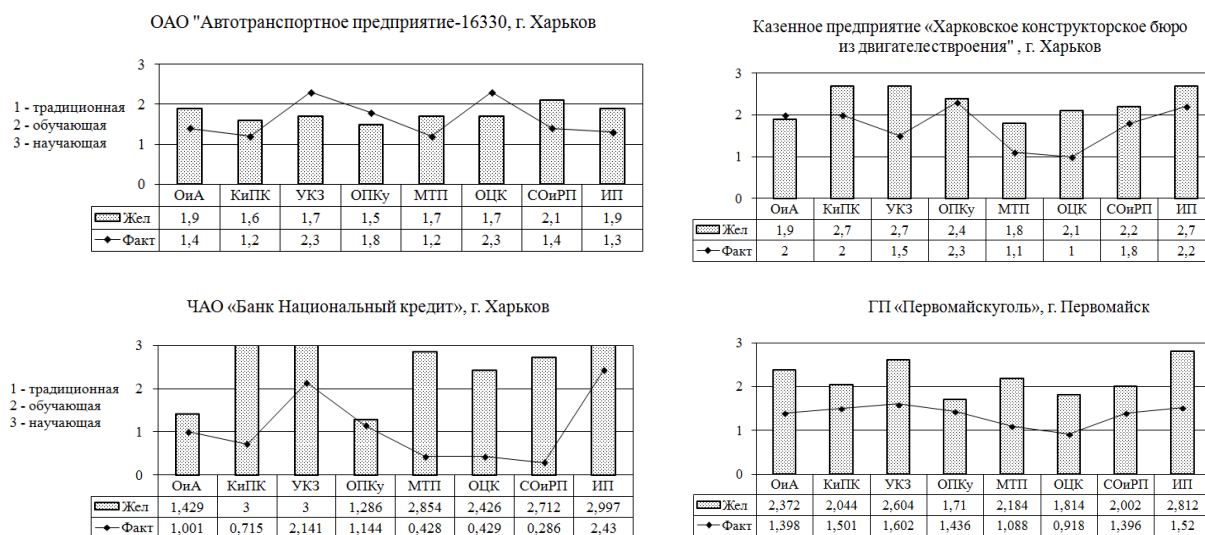 ОАО "Автотранспортное предприятие-16330, г. Харьков
1 - традиционная
2 - обучающая
3 - научающая
3
2
1
0
ОиА КиПК УКЗ ОПКу МТП ОЦК СОиРП ИП
Жел 1,9 1,6 1,7 1,5 1,7 1,7 2,1 1,9
Факт 1,4 1,2 2,3 1,8 1,2 2,3 1,4 1,3
Казенное предприятие «Харковское конструкторское бюро
из двигателествроения" , г. Харьков
3
2
1
0
ОиА КиПК УКЗ ОПКу МТП ОЦК СОиРП ИП
Жел 1,9 2,7 2,7 2,4 1,8 2,1 2,2 2,7
Факт 2 2 1,5 2,3 1,1 1 1,8 2,2
ЧАО «Банк Национальный кредит», г. Харьков
1 - традиционная
2 - обучающая
3 - научающая
3
2
1
0
ОиА КиПК УКЗ ОПКу МТП ОЦК СОиРП ИП
Жел 1,429 3 3 1,286 2,854 2,426 2,712 2,997
Факт 1,001 0,715 2,141 1,144 0,428 0,429 0,286 2,43
ГП «Первомайскуголь», г. Первомайск
3
2
1
0
ОиА КиПК УКЗ ОПКу МТП ОЦК СОиРП ИП
Жел 2,372 2,044 2,604 1,71 2,184 1,814 2,002 2,812
Факт 1,398 1,501 1,602 1,436 1,088 0,918 1,396 1,52